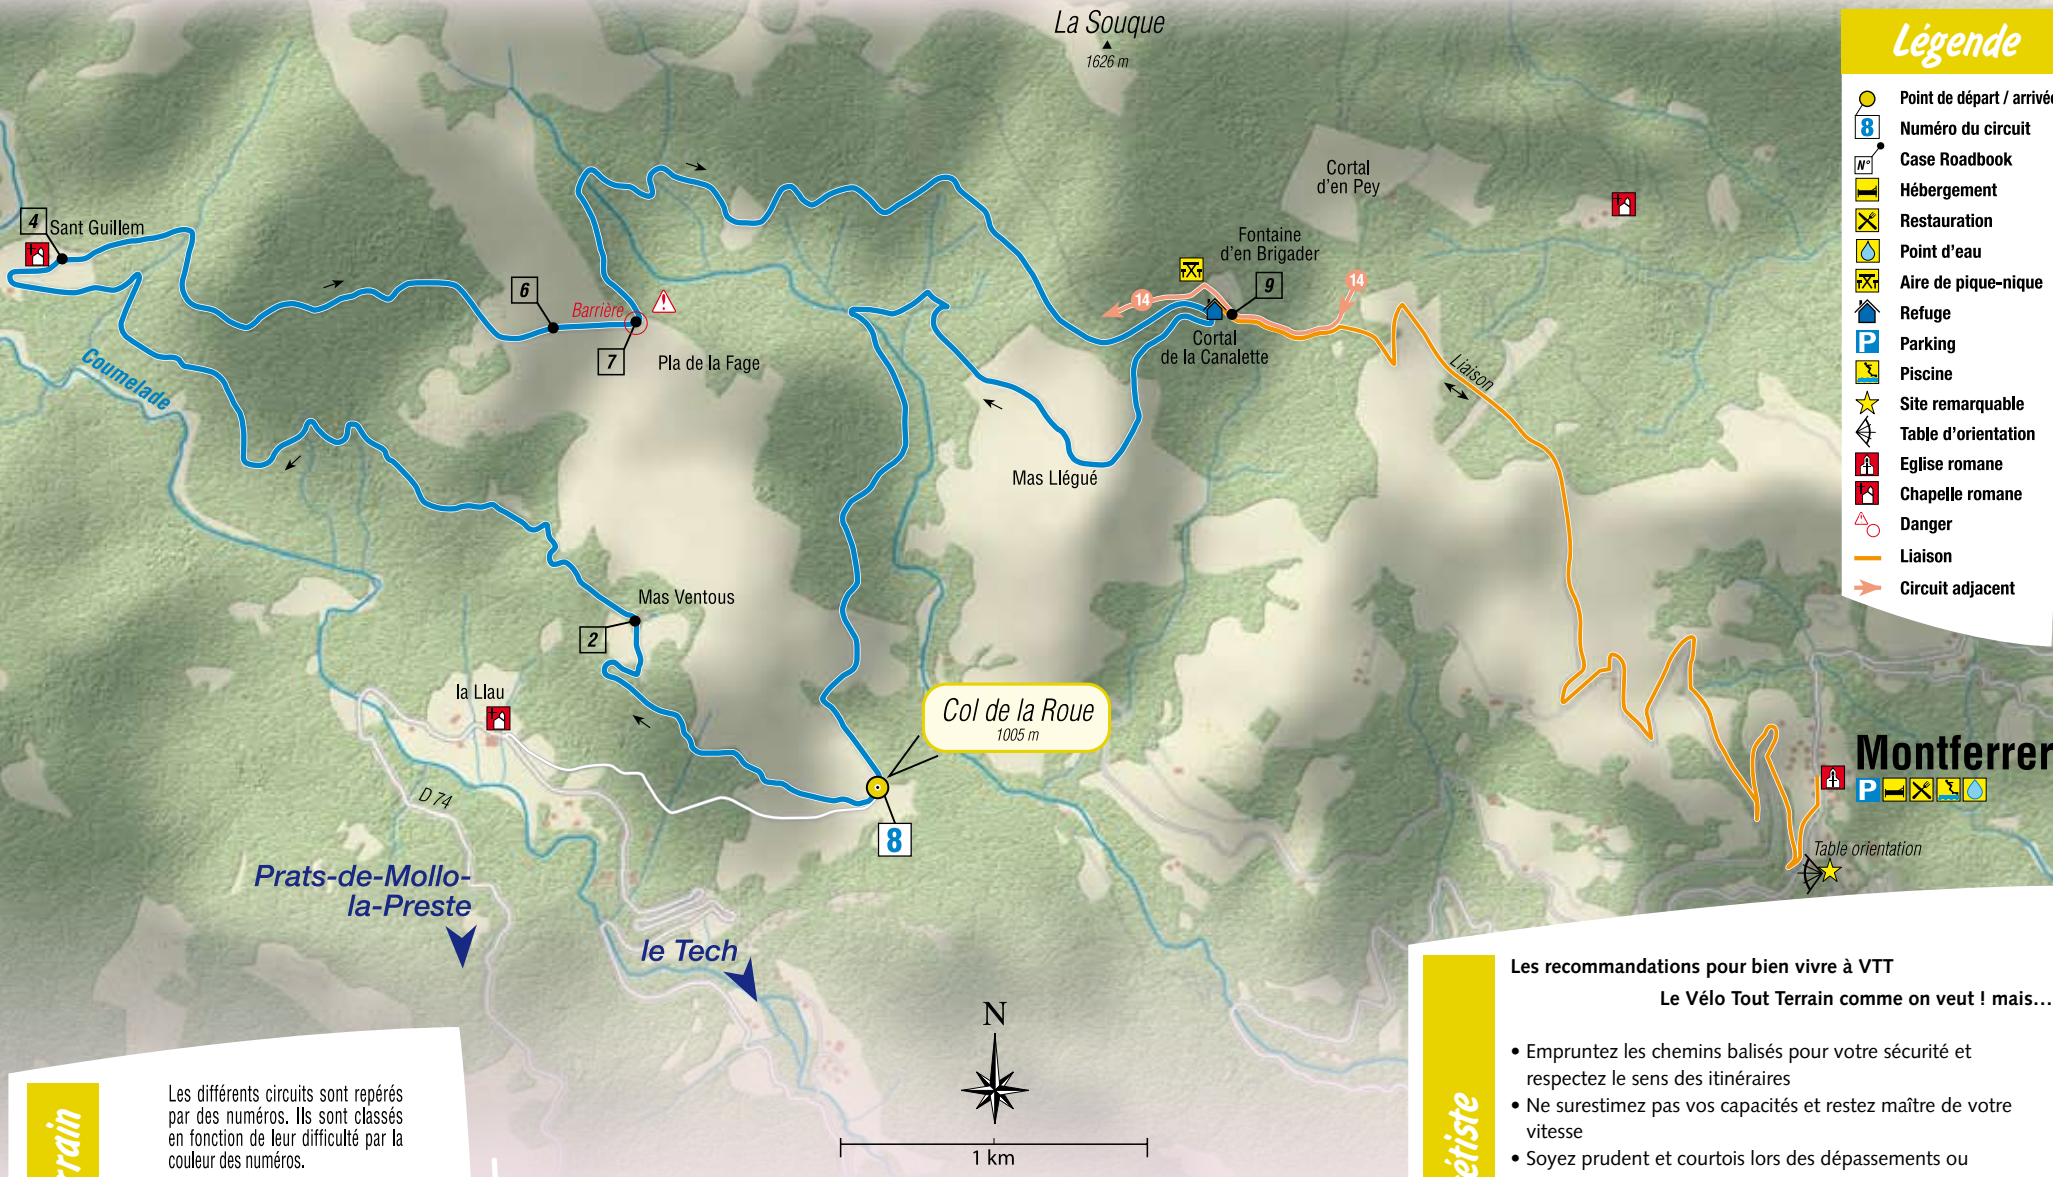 La Souque
1626 m
Légende
Point de départ / arrivée
8 Numéro du circuit
N° Case Roadbook
Hébergement
Restauration
Point d'eau
Aire de pique-nique
Refuge
P Parking
Piscine
Site remarquable
Table d'orientation
Eglise romane
Chapelle romane
Danger
Liaison
Circuit adjacent
Cortal
d'en Pey
4
Sant Guillem
Fontaine
d'en Brigader
6
9
14
14
Barrière
7
Pla de la Fage
Cortal
de la Canalette
Coumelade
Liaison
Mas Llégué
Mas Ventous
2
la Llau
Col de la Roue
1005 m
Montferrer
P
D 74
8
Table orientation
Prats-de-Mollo-
la-Preste
le Tech
N
1 km
Les différents circuits sont repérés
par des numéros. Ils sont classés
en fonction de leur difficulté par la
couleur des numéros.
Les recommandations pour bien vivre à VTT
Le Vélo Tout Terrain comme on veut ! mais...
• Empruntez les chemins balisés pour votre sécurité et
respectez le sens des itinéraires
• Ne surestimez pas vos capacités et restez maître de votre
vitesse
• Soyez prudent et courtois lors des dépassements ou